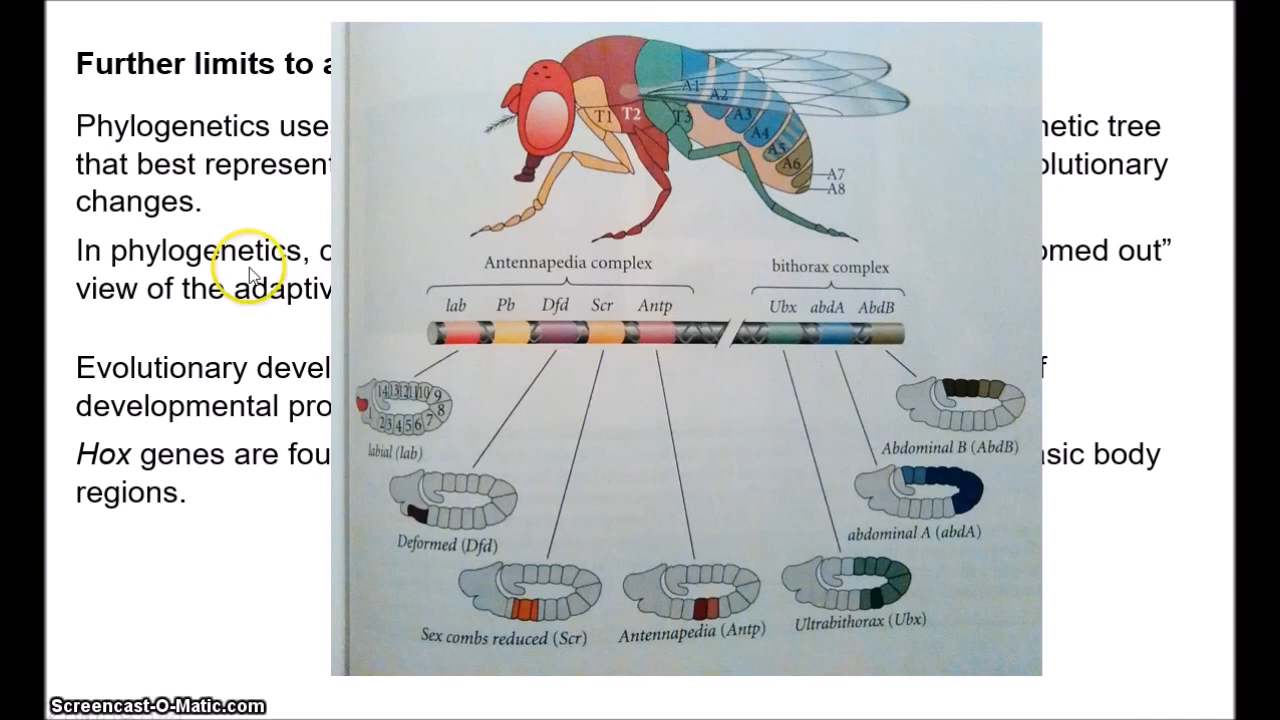 Further limits to a
Phylogenetics use
netic tree
that best represent
olutionary
changes.
In phylogenetics, c
omed out”
view of the adaptiv
Evolutionary devel
f
developmental pro
Hox genes are fou
asic body
regions.
A1
A2
T1 T2 T3 A3
A4
A5
A6
A7
A8
Antennapedia complex bithorax complex
lab Pb Dfd Scr Antp Ubx abdA AbdB
14 13 12 11 10 9
8
1 2 3 4 5 6 7
labial (lab)
Abdominal B (AbdB)
Deformed (Dfd)
abdominal A (abdA)
Sex combs reduced (Scr)
Antennapedia (Antp)
Ultrabithorax (Ubx)
Screencast-O-Matic.com